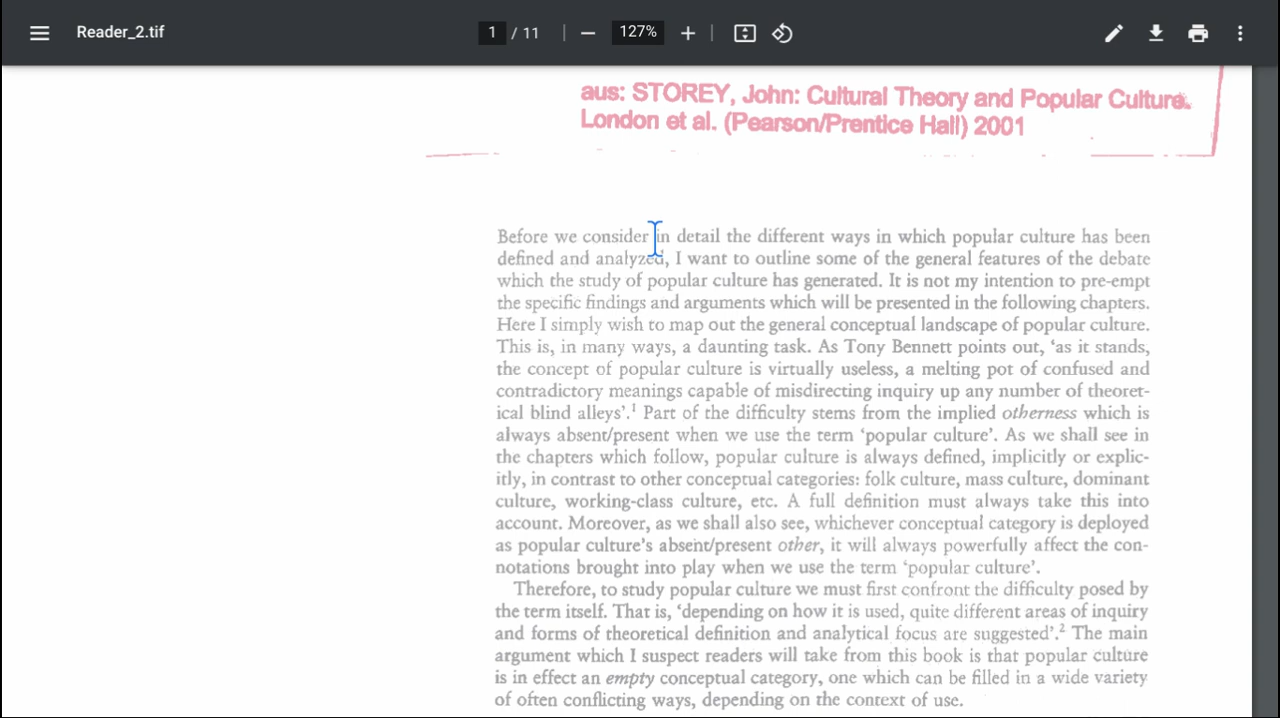 Reader_2.tif
1 / 11
127%
aus: STOREY, John: Cultural Theory and Popular Culture.
London et al. (Pearson/Prentice Hall) 2001
Before we consider in detail the different ways in which popular culture has been
defined and analyzed, I want to outline some of the general features of the debate
which the study of popular culture has generated. It is not my intention to pre-empt
the specific findings and arguments which will be presented in the following chapters.
Here I simply wish to map out the general conceptual landscape of popular culture.
This is, in many ways, a daunting task. As Tony Bennett points out, ‘as it stands,
the concept of popular culture is virtually useless, a melting pot of confused and
contradictory meanings capable of misdirecting inquiry up any number of theoret-
ical blind alleys’.1 Part of the difficulty stems from the implied otherness which is
always absent/present when we use the term ‘popular culture’. As we shall see in
the chapters which follow, popular culture is always defined, implicitly or explic-
itly, in contrast to other conceptual categories: folk culture, mass culture, dominant
culture, working-class culture, etc. A full definition must always take this into
account. Moreover, as we shall also see, whichever conceptual category is deployed
as popular culture’s absent/present other, it will always powerfully affect the con-
notations brought into play when we use the term ‘popular culture’.
Therefore, to study popular culture we must first confront the difficulty posed by
the term itself. That is, ‘depending on how it is used, quite different areas of inquiry
and forms of theoretical definition and analytical focus are suggested’.2 The main
argument which I suspect readers will take from this book is that popular culture
is in effect an empty conceptual category, one which can be filled in a wide variety
of often conflicting ways, depending on the context of use.